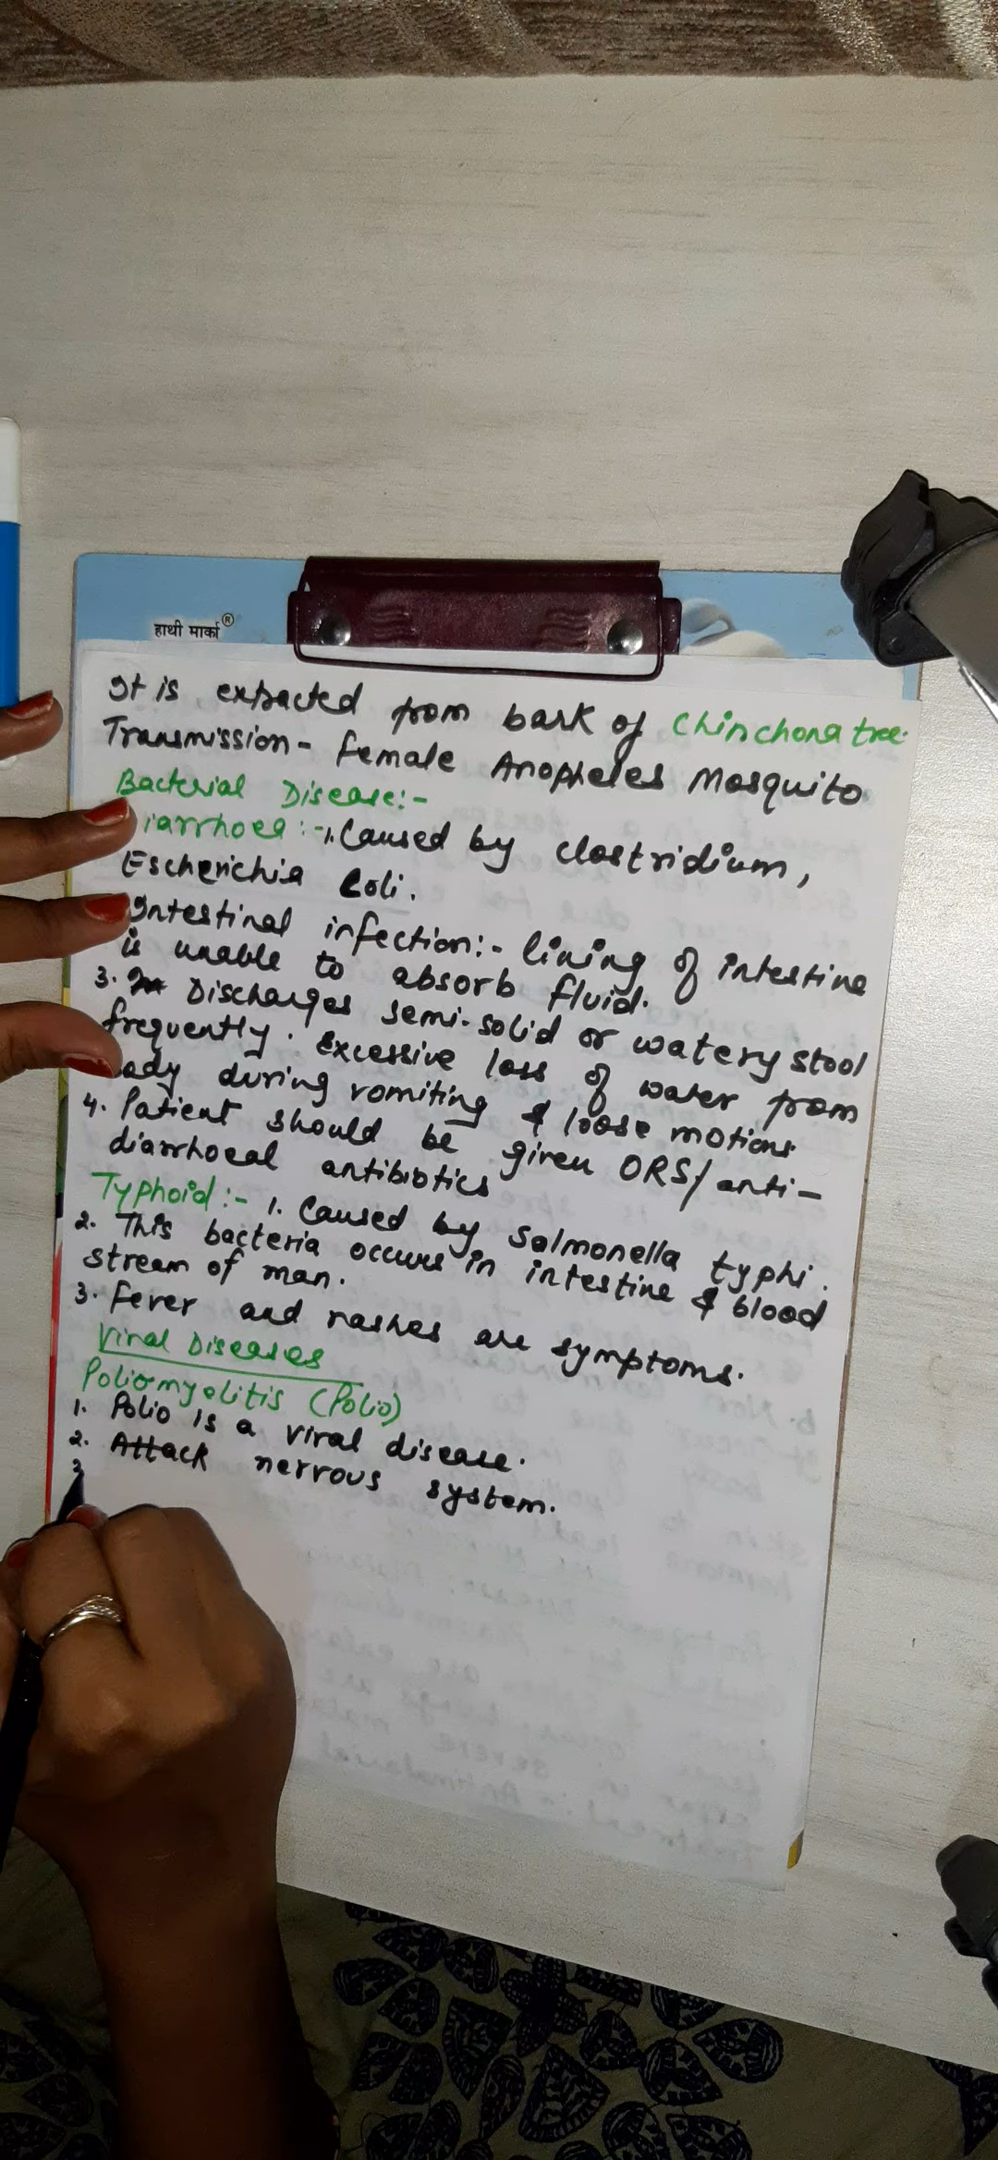 हाथी मार्का®
It is extracted from bark of Chinchona tree.
Transmission - female Anopheles Mosquito
Bacterial Disease:-
iarrhoea :- 1. Caused by clostridium,
Escherichia Coli.
Intestinal infection:- lining of intestine
is unable to absorb fluid.
3. Discharges semi-solid or watery stool
frequently. Excessive loss of water from
ody during vomiting & loose motions
4. Patient should be given ORS/anti-
diarrhoeal antibiotics
Typhoid:- 1. Caused by Salmonella typhi.
2. This bacteria occurs in intestine & blood
stream of man.
3. Fever and rashes are symptoms.
Viral Diseases
Poliomyelitis (Polio)
1. Polio is a viral disease.
2. Attack nervous system.
3